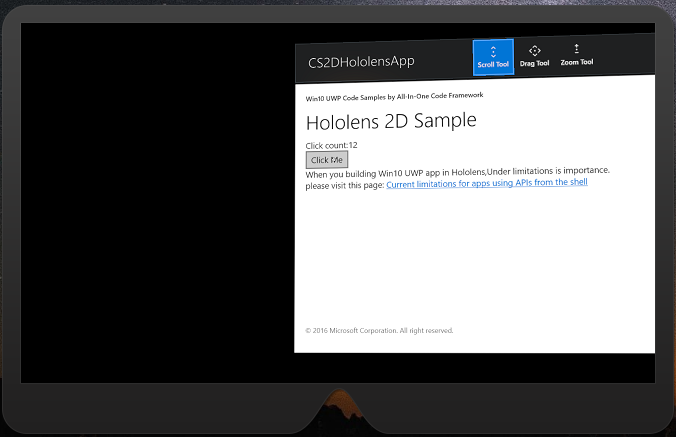 CS2DHololensApp
Scroll Tool
Drag Tool
Zoom Tool
Win10 UWP Code Samples by All-In-One Code Framework
Hololens 2D Sample
Click count:12
Click Me
When you building Win10 UWP app in Hololens,Under limitations is importance.
please visit this page: Current limitations for apps using APIs from the shell
© 2016 Microsoft Corporation. All right reserved.